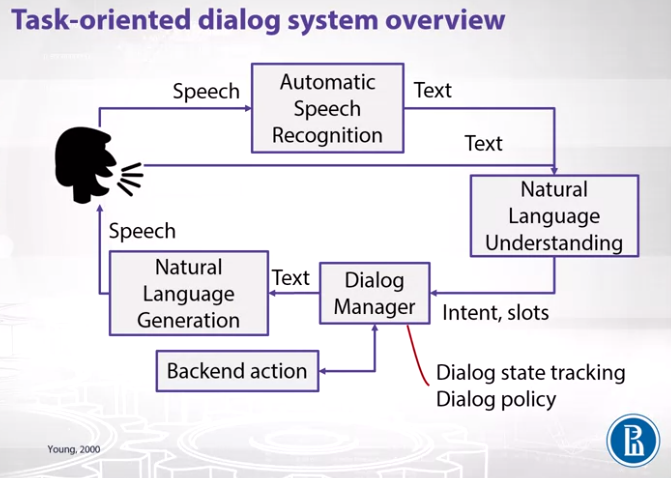 Task-oriented dialog system overview
Speech
Automatic
Speech
Recognition
Text
Text
Natural
Language
Understanding
Speech
Natural
Language
Generation
Text
Dialog
Manager
Intent, slots
Backend action
Dialog state tracking
Dialog policy
Young, 2000